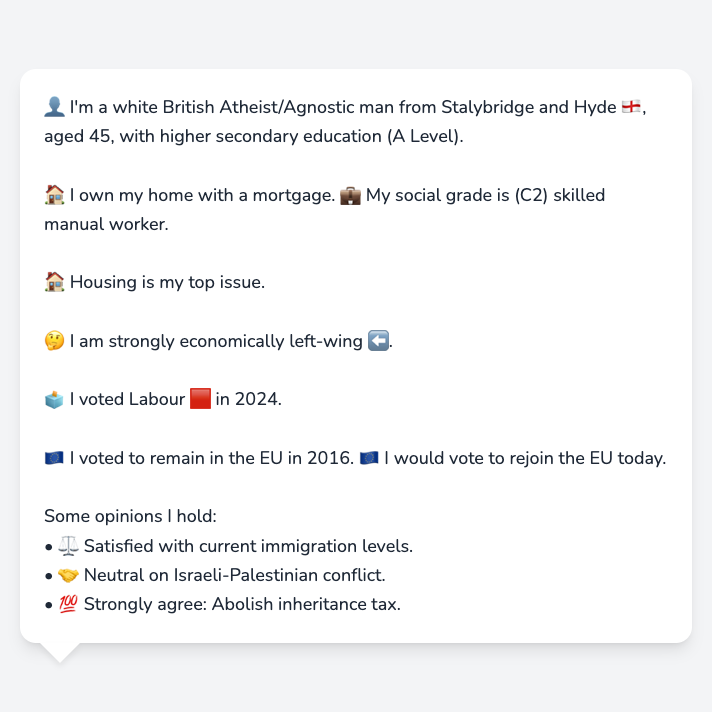 👤 I'm a white British Atheist/Agnostic man from Stalybridge and Hyde 🏴󠁧󠁢󠁥󠁮󠁧󠁿,
aged 45, with higher secondary education (A Level).
🏠 I own my home with a mortgage. 💼 My social grade is (C2) skilled
manual worker.
🏠 Housing is my top issue.
🤔 I am strongly economically left-wing ⬅️.
🗳️ I voted Labour 🟥 in 2024.
🇪🇺 I voted to remain in the EU in 2016. 🇪🇺 I would vote to rejoin the EU today.
Some opinions I hold:
• ⚖️ Satisfied with current immigration levels.
• 🤝 Neutral on Israeli-Palestinian conflict.
• 💯 Strongly agree: Abolish inheritance tax.